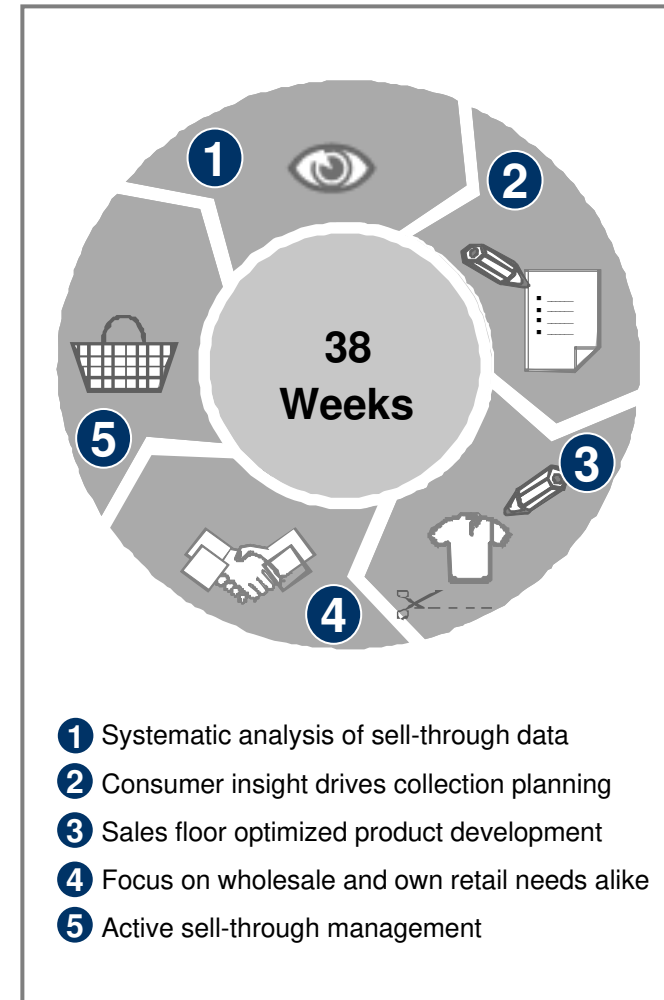 1
2
38
Weeks
5
3
4
1 Systematic analysis of sell-through data
2 Consumer insight drives collection planning
3 Sales floor optimized product development
4 Focus on wholesale and own retail needs alike
5 Active sell-through management